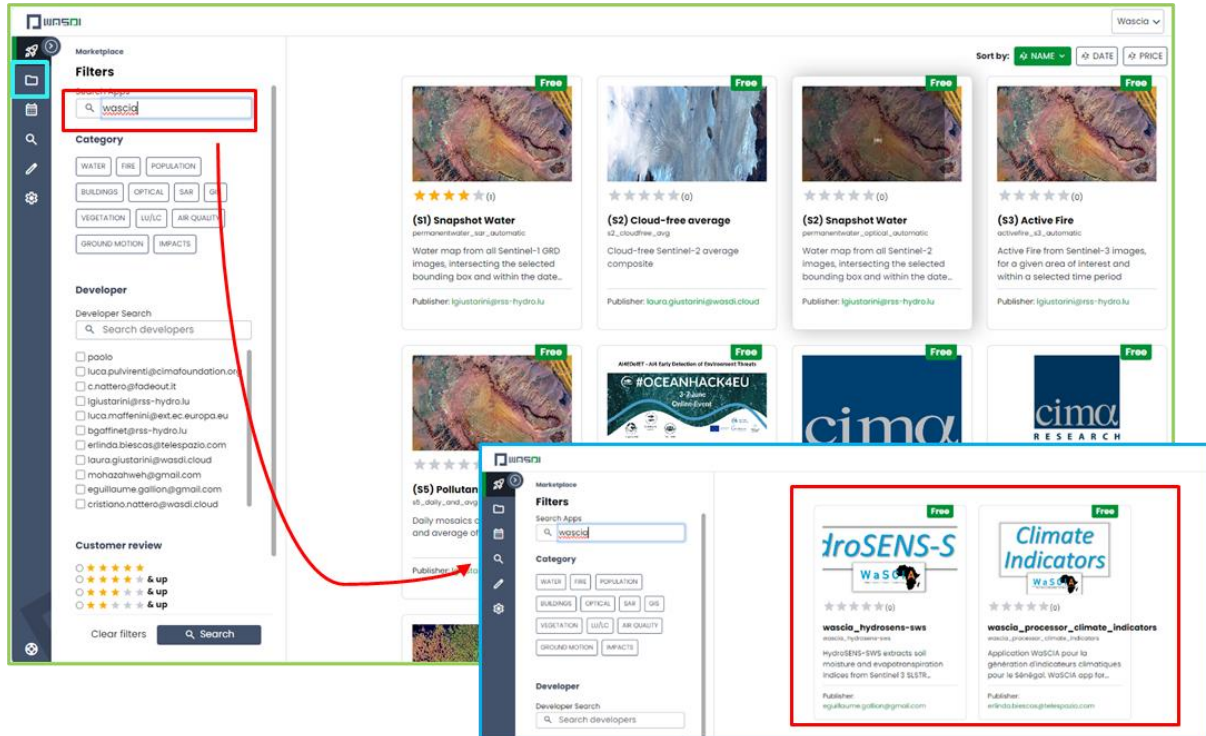 WASDI
Wascia
Marketplace
Filters
Search Apps
wascia
Category
WATER
FIRE
POPULATION
BUILDINGS
OPTICAL
SAR
GIS
VEGETATION
LU/LC
AIR QUALITY
GROUND MOTION
IMPACTS
Developer
Developer Search
Search developers
paolo
luca.pulvirenti@cimafoundation.org
c.nattero@fadeout.it
lgiustarini@rss-hydro.lu
luca.maffenini@ext.ec.europa.eu
bgaffinet@rss-hydro.lu
erlinda.biescas@telespazio.com
laura.giustarini@wasdi.cloud
mohazahweh@gmail.com
eguillaume.gallion@gmail.com
cristiano.nattero@wasdi.cloud
Customer review
& up
& up
& up
Clear filters
Search
Sort by:
NAME
DATE
PRICE
Free
(1)
(S1) Snapshot Water
permanentwater_sar_automatic
Water map from all Sentinel-1 GRD
images, intersecting the selected
bounding box and within the date...
Publisher: lgiustarini@rss-hydro.lu
Free
(0)
(S2) Cloud-free average
s2_cloudfree_avg
Cloud-free Sentinel-2 average
composite
Publisher: laura.giustarini@wasdi.cloud
Free
(0)
(S2) Snapshot Water
permanentwater_optical_automatic
Water map from all Sentinel-2
images, intersecting the selected
bounding box and within the date...
Publisher: lgiustarini@rss-hydro.lu
Free
(0)
(S3) Active Fire
activefire_s3_automatic
Active Fire from Sentinel-3 images,
for a given area of interest and
within a selected time period
Publisher: lgiustarini@rss-hydro.lu
Free
(S5) Pollutan
s5_daily_and_avg
Daily mosaics
and average of
Publisher:
Free
#OCEANHACK4EU
2-7 June
Online Event
Free
cima
Free
cima
RESEARCH
WASDI
Marketplace
Filters
Search Apps
wascia
Category
WATER
FIRE
POPULATION
BUILDINGS
OPTICAL
SAR
GIS
VEGETATION
LU/LC
AIR QUALITY
GROUND MOTION
IMPACTS
Developer
Developer Search
Search developers
Free
droSENS-S
WaSCIA
(0)
wascia_hydrosens-sws
wascia_hydrosens-sws
HydroSENS-SWS extracts soil
moisture and evapotranspiration
indices from Sentinel 3 SLSTR...
Publisher:
eguillaume.gallion@gmail.com
Free
Climate
Indicators
WaSCIA
(0)
wascia_processor_climate_indicators
wascia_processor_climate_indicators
Application WaSCIA pour la
génération d'indicateurs climatiques
pour le Sénégal. WaSCIA app for...
Publisher:
erlinda.biescas@telespazio.com